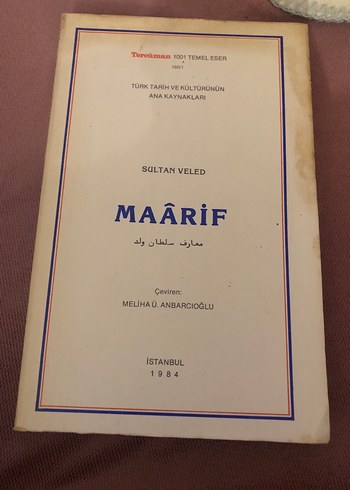 Tercüman 1001 TEMEL ESER
TÜRK TARİH VE KÜLTÜRÜNÜN
ANA KAYNAKLARI
SULTAN VELED
MAÂRİF
معارف سلطان ولد
Çeviren:
MELİHA Ü. ANBARCIOĞLU
İSTANBUL
1984